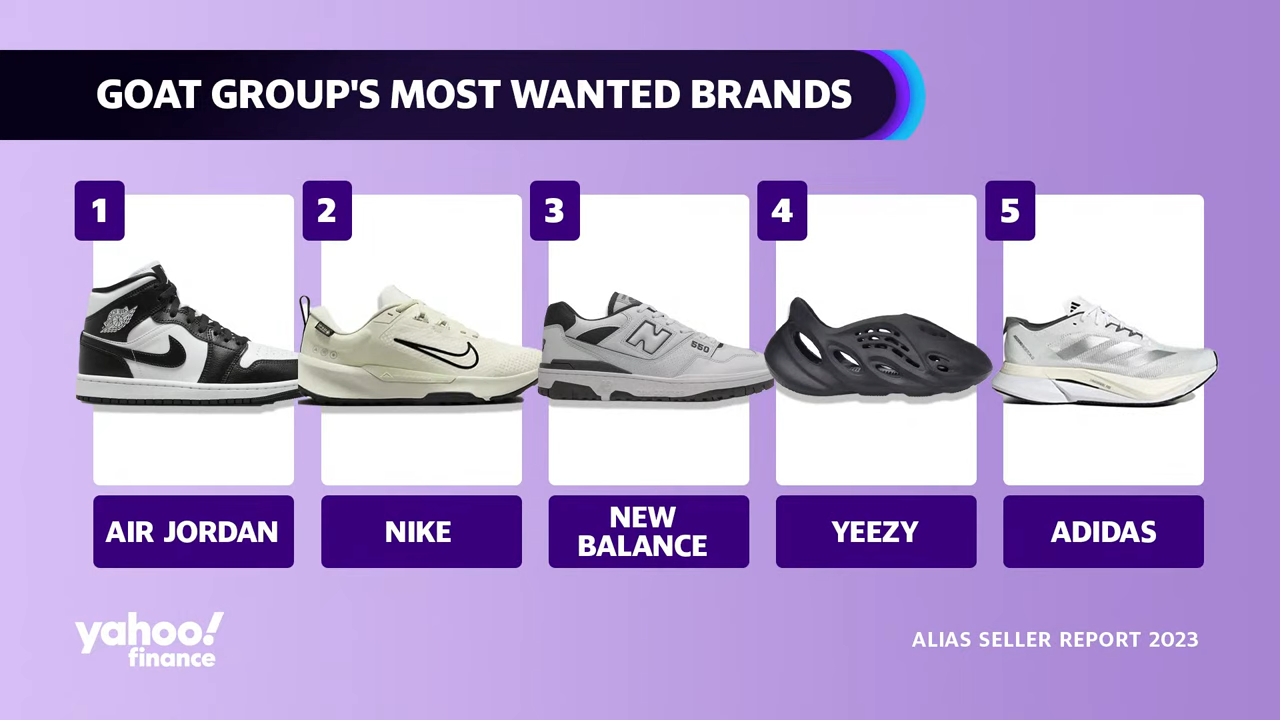 GOAT GROUP'S MOST WANTED BRANDS
1
2
3
4
5
N
550
AIR JORDAN
NIKE
NEW
BALANCE
YEEZY
ADIDAS
yahoo!
finance
ALIAS SELLER REPORT 2023